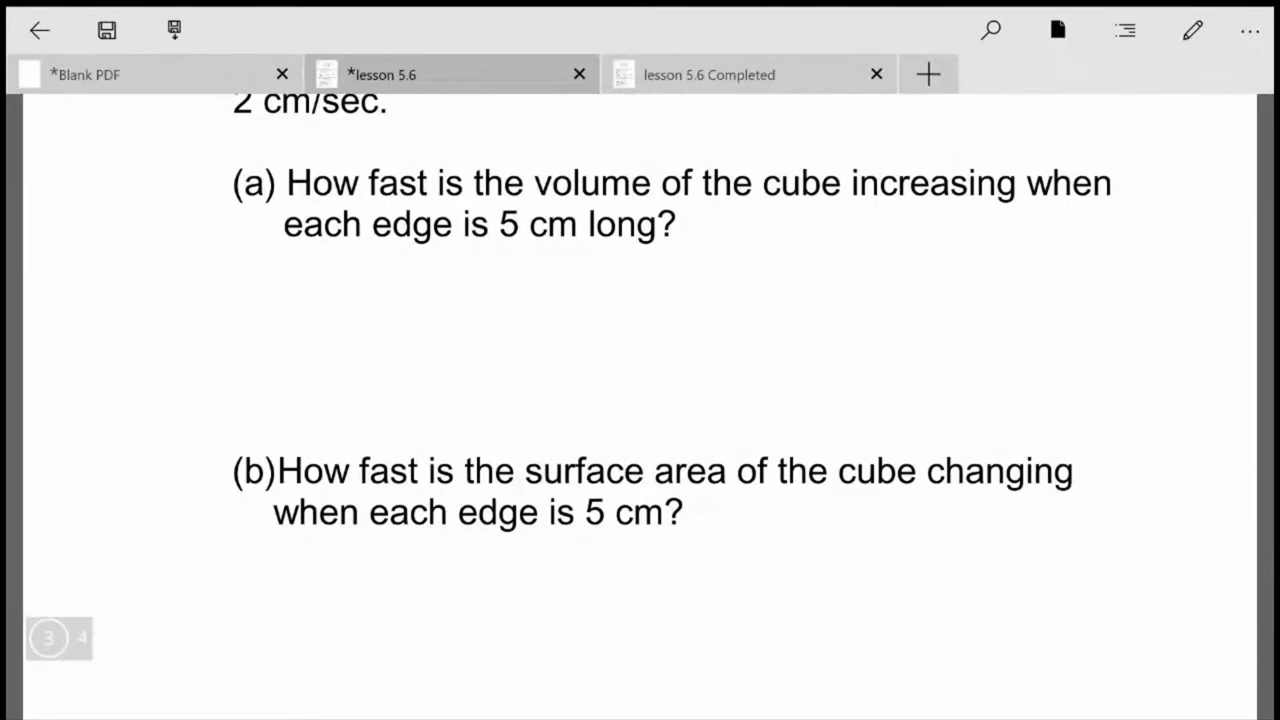 *Blank PDF
*lesson 5.6
lesson 5.6 Completed
2 cm/sec.
(a) How fast is the volume of the cube increasing when
each edge is 5 cm long?
(b)How fast is the surface area of the cube changing
when each edge is 5 cm?
3 4